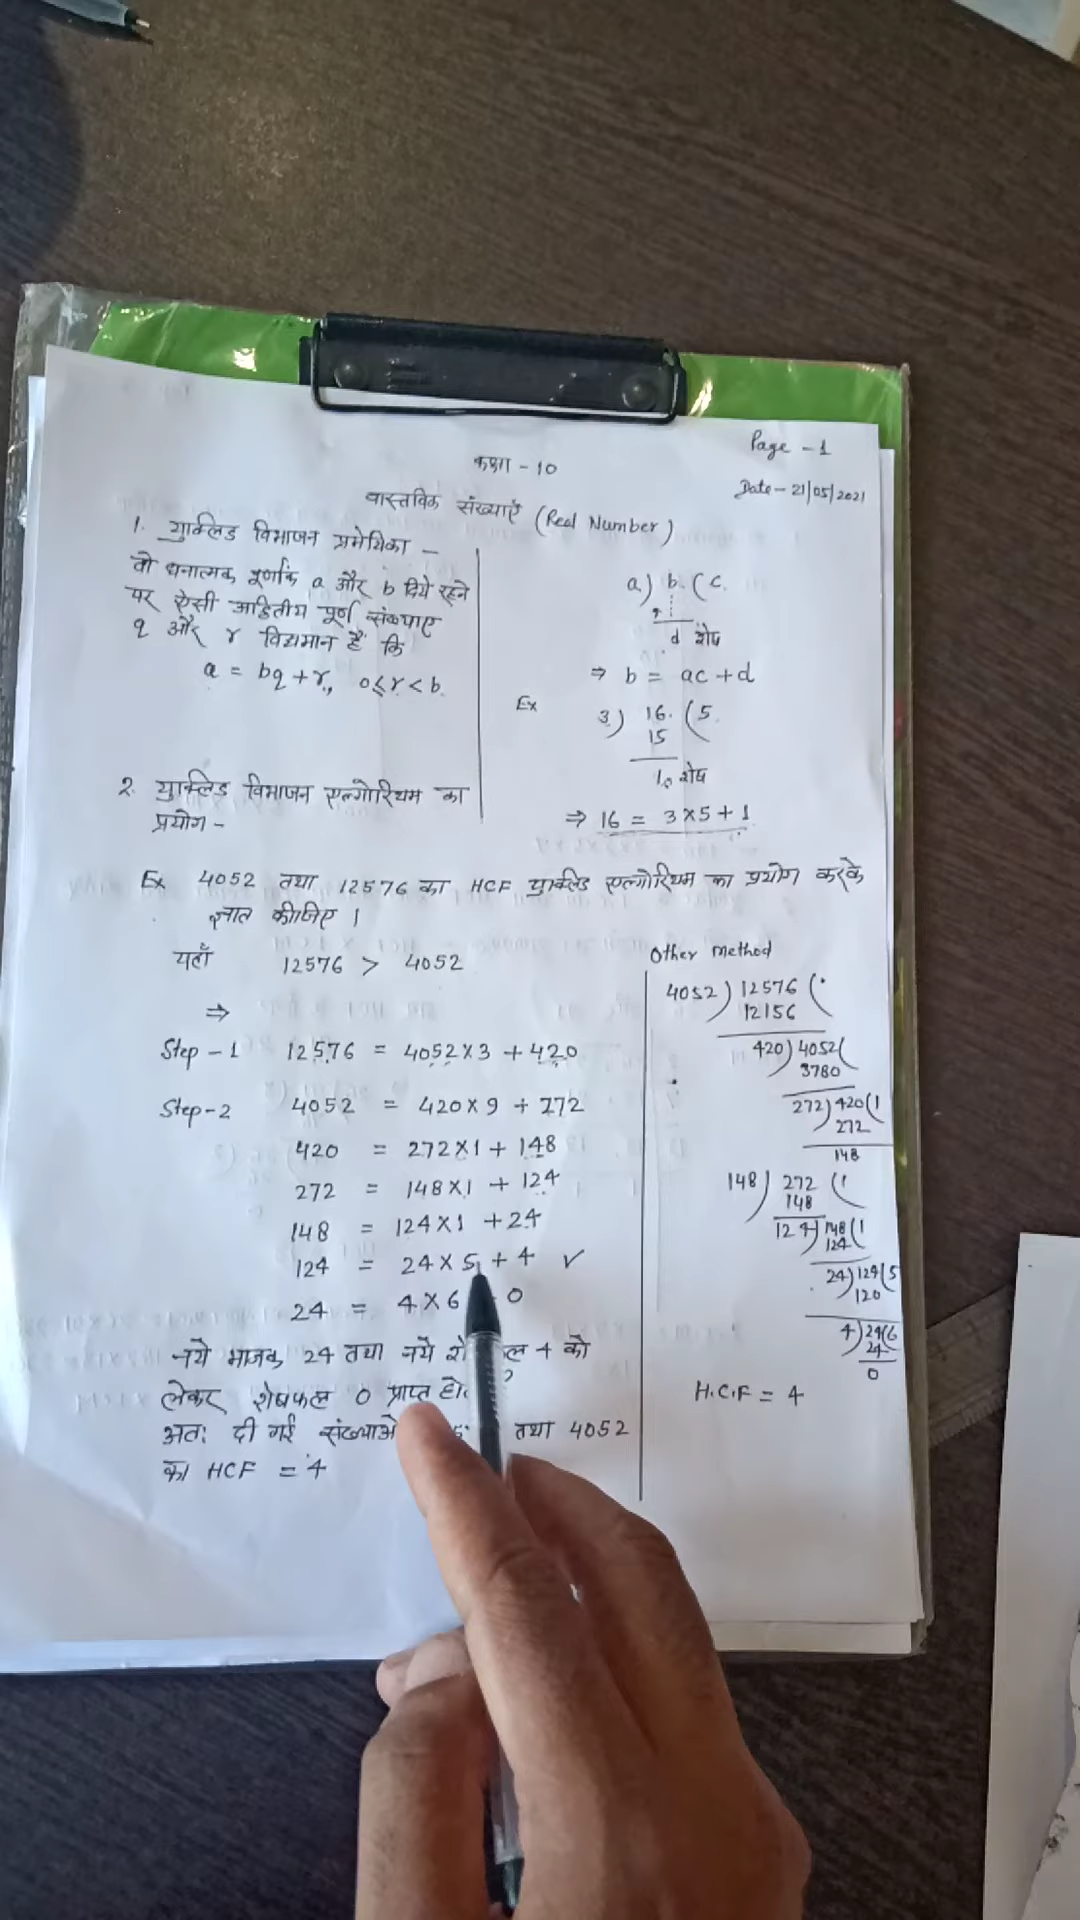 Page - 1
कक्षा - 10
Date - 21/05/2021
वास्तविक संख्याएँ (Real Number)
1. युक्लिड विभाजन प्रमेयिका -
दो धनात्मक पूर्णांक a और b दिये रहने
पर ऐसी अद्वितीय पूर्ण संख्याएं
q और r विद्यमान हैं कि
a = bq + r, 0≤r < b
a) b (c
d शेष
⇒ b = ac + d
Ex
3) 16 (5
15
1 शेष
⇒ 16 = 3×5 + 1
2. युक्लिड विभाजन एल्गोरिथम का
प्रयोग -
Ex 4052 तथा 12576 का HCF युक्लिड एल्गोरिथम का प्रयोग करके
ज्ञात कीजिए ।
यहाँ 12576 > 4052
⇒
Step - 1 12576 = 4052×3 + 420
Step - 2 4052 = 420×9 + 272
420 = 272×1 + 148
272 = 148×1 + 124
148 = 124×1 + 24
124 = 24×5 + 4 ✓
24 = 4×6 0
नये भाजक 24 तथा नये 4 को
लेकर शेषफल 0 प्राप्त
अतः दी गई तथा 4052
का HCF = 4
Other method
4052) 12576 (
12156
420) 4052(
3780
272) 420(1
272
148
148) 272 (1
148
124) 148(1
124
24) 124(5
120
4) 24(6
24
0
H.C.F = 4